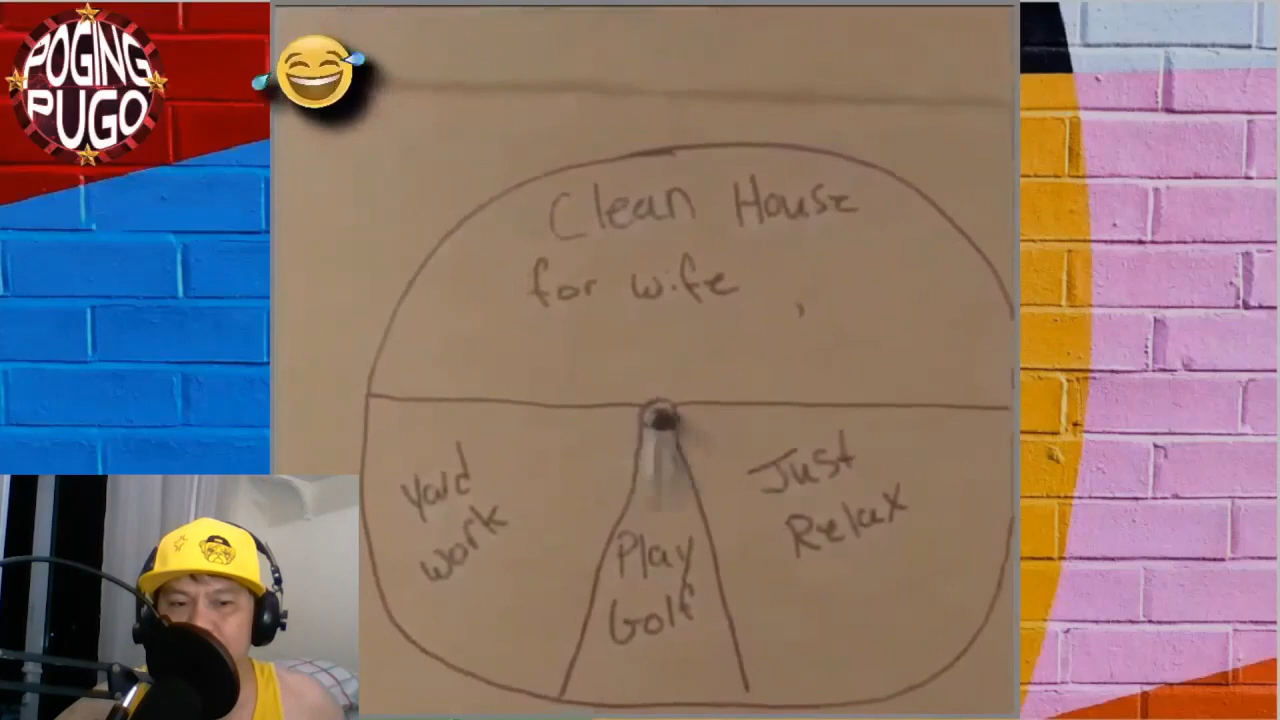 POGING
PUGO
Clean House
for wife
Yard
Work
Just
Relax
Play
Golf